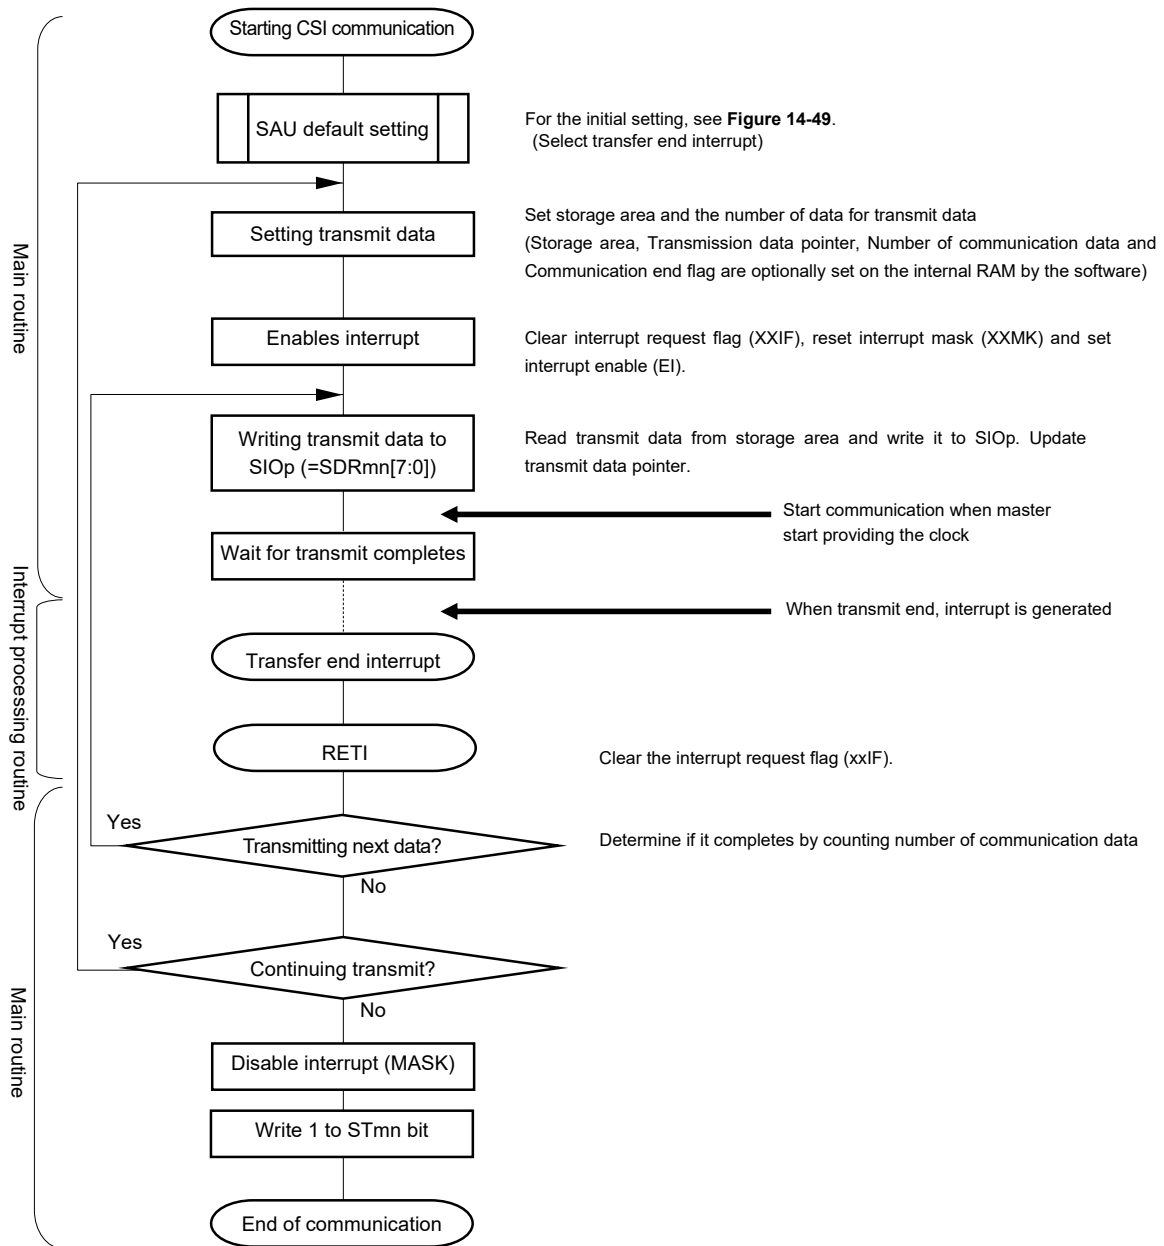 Starting CSI communication
SAU default setting
For the initial setting, see Figure 14-49.
(Select transfer end interrupt)
Setting transmit data
Set storage area and the number of data for transmit data
(Storage area, Transmission data pointer, Number of communication data and
Communication end flag are optionally set on the internal RAM by the software)
Main routine
Enables interrupt
Clear interrupt request flag (XXIF), reset interrupt mask (XXMK) and set
interrupt enable (EI).
Writing transmit data to
SIOp (=SDRmn[7:0])
Read transmit data from storage area and write it to SIOp. Update
transmit data pointer.
Start communication when master
start providing the clock
Wait for transmit completes
When transmit end, interrupt is generated
Interrupt processing routine
Transfer end interrupt
RETI
Clear the interrupt request flag (xxIF).
Yes
Transmitting next data?
Determine if it completes by counting number of communication data
No
Yes
Continuing transmit?
No
Main routine
Disable interrupt (MASK)
Write 1 to STmn bit
End of communication